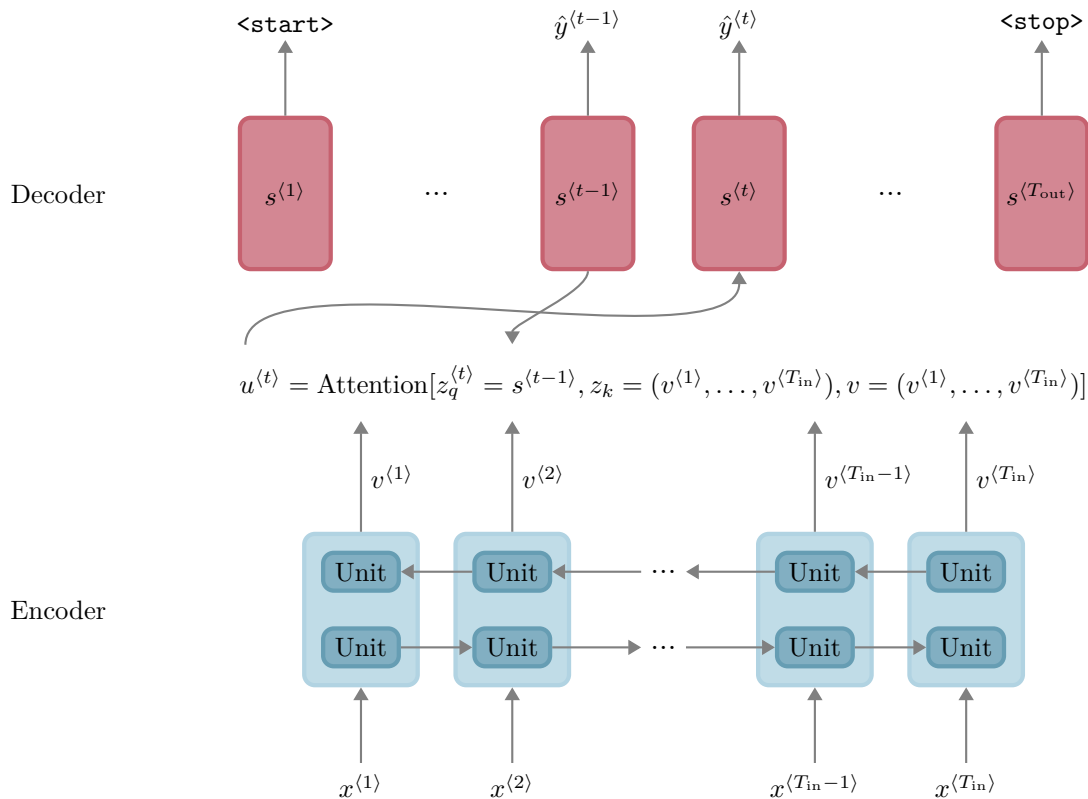 <start> ŷ⟨t−1⟩ ŷ⟨t⟩ <stop>
Decoder s⟨1⟩ ... s⟨t−1⟩ s⟨t⟩ ... s⟨T_out⟩
u⟨t⟩ = Attention[z_q⟨t⟩ = s⟨t−1⟩, z_k = (v⟨1⟩, . . . , v⟨T_in⟩), v = (v⟨1⟩, . . . , v⟨T_in⟩)]
v⟨1⟩ v⟨2⟩ v⟨T_in−1⟩ v⟨T_in⟩
Unit Unit ... Unit Unit
Encoder
Unit Unit ... Unit Unit
x⟨1⟩ x⟨2⟩ x⟨T_in−1⟩ x⟨T_in⟩